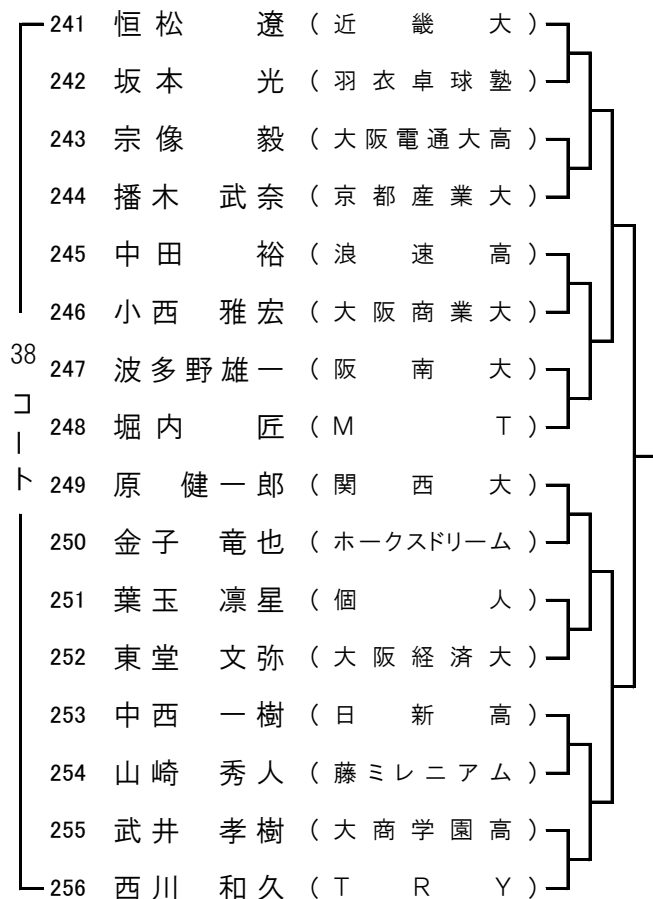 241 恒松 遼 (近畿大)
242 坂本 光 (羽衣卓球塾)
243 宗像 毅 (大阪電通大高)
244 播木 武奈 (京都産業大)
245 中田 裕 (浪速高)
246 小西 雅宏 (大阪商業大)
38コート
247 波多野雄一 (阪南大)
248 堀内 匠 (MT)
249 原 健一郎 (関西大)
250 金子 竜也 (ホークスドリーム)
251 葉玉 凛星 (個人)
252 東堂 文弥 (大阪経済大)
253 中西 一樹 (日新高)
254 山崎 秀人 (藤ミレニアム)
255 武井 孝樹 (大商学園高)
256 西川 和久 (TRY)